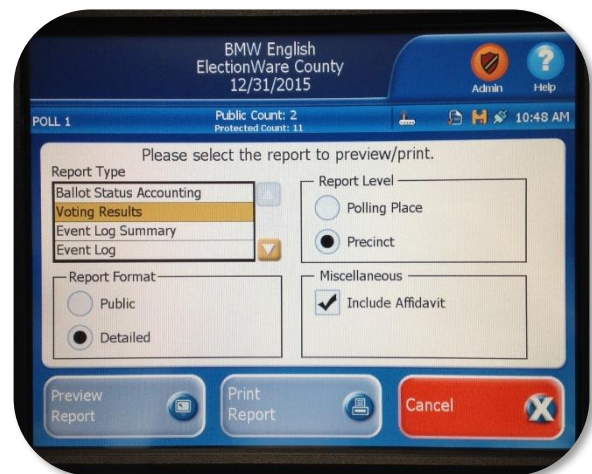 BMW English
ElectionWare County
12/31/2015
Admin
Help
POLL 1
Public Count: 2
Protected Count: 11
10:48 AM
Please select the report to preview/print.
Report Type
Ballot Status Accounting
Voting Results
Event Log Summary
Event Log
Report Level
Polling Place
Precinct
Report Format
Public
Detailed
Miscellaneous
Include Affidavit
Preview
Report
Print
Report
Cancel